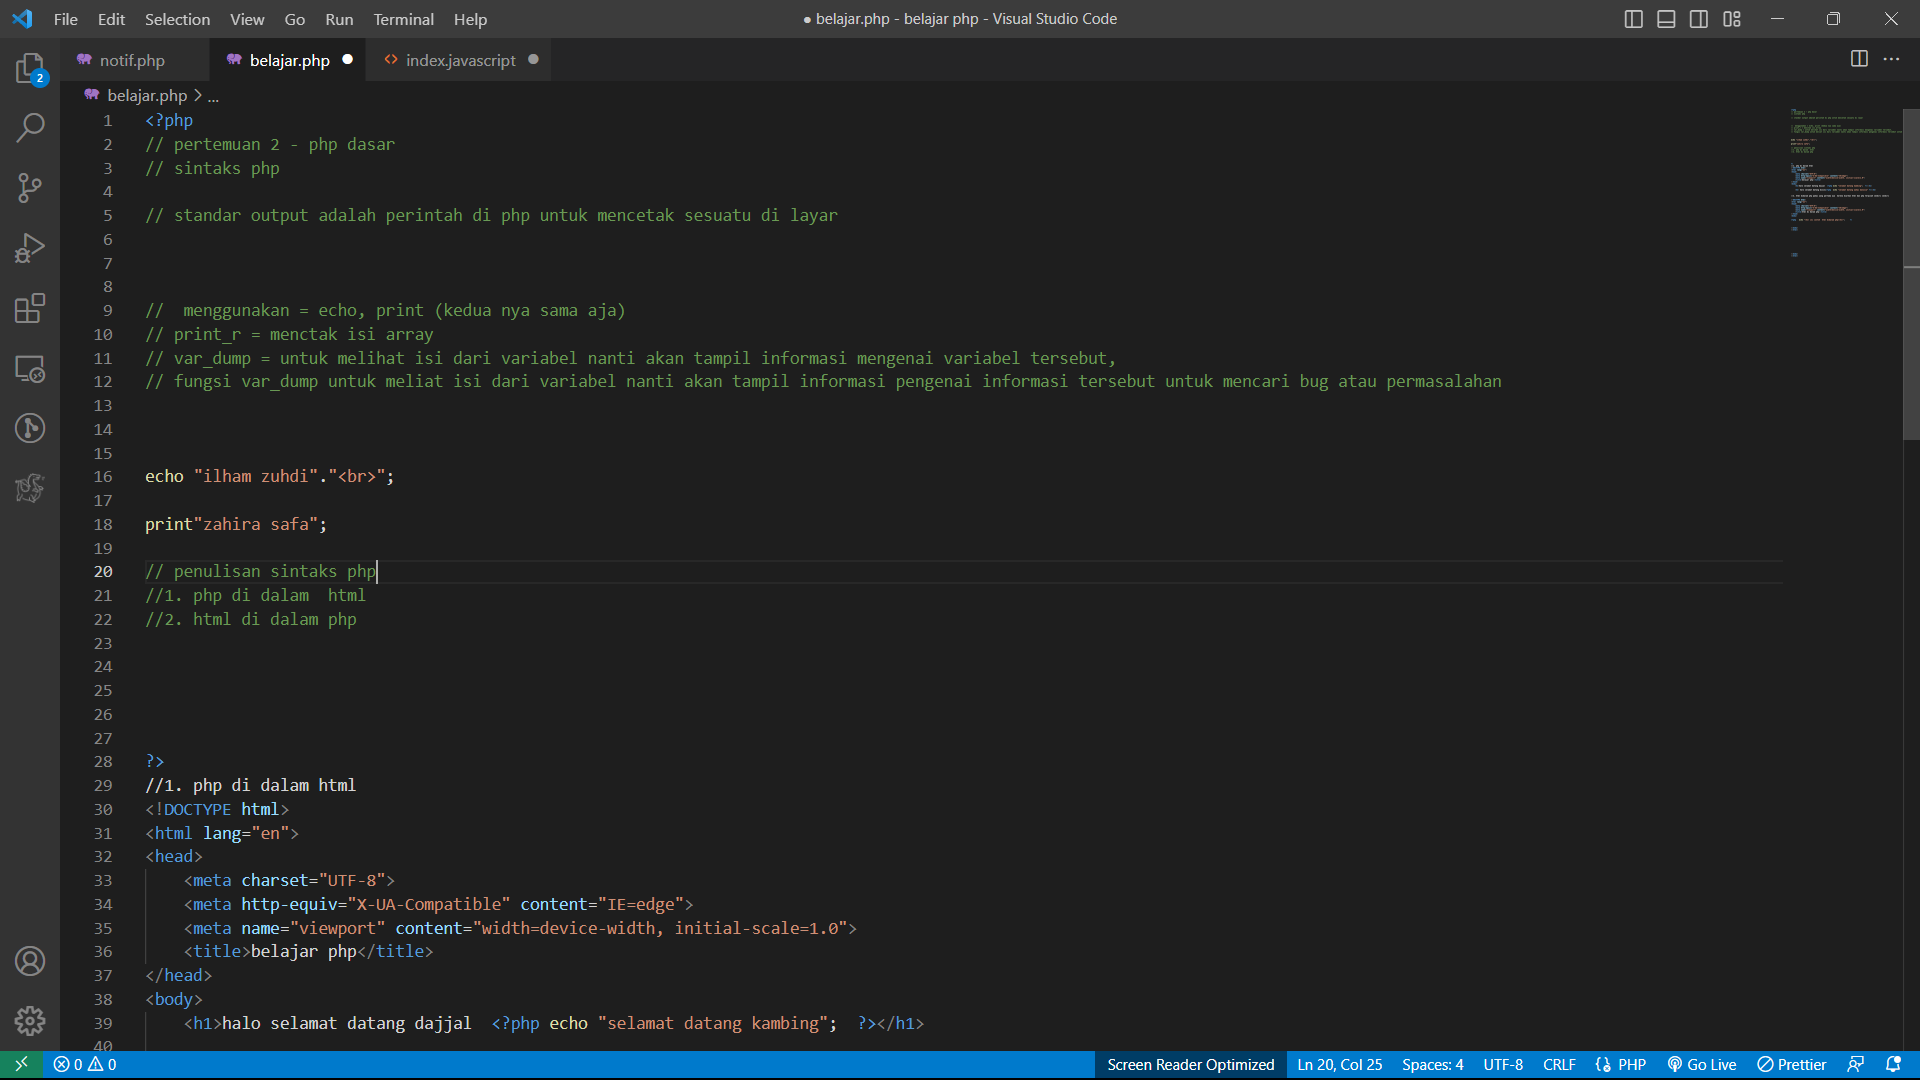 File Edit Selection View Go Run Terminal Help
● belajar.php - belajar php - Visual Studio Code
notif.php
belajar.php
index.javascript
2
belajar.php > ...
1 <?php
2 // pertemuan 2 - php dasar
3 // sintaks php
4
5 // standar output adalah perintah di php untuk mencetak sesuatu di layar
6
7
8
9 //  menggunakan = echo, print (kedua nya sama aja)
10 // print_r = menctak isi array
11 // var_dump = untuk melihat isi dari variabel nanti akan tampil informasi mengenai variabel tersebut,
12 // fungsi var_dump untuk meliat isi dari variabel nanti akan tampil informasi pengenai informasi tersebut untuk mencari bug atau permasalahan
13
14
15
16 echo "ilham zuhdi"."<br>";
17
18 print"zahira safa";
19
20 // penulisan sintaks php
21 //1. php di dalam  html
22 //2. html di dalam php
23
24
25
26
27
28 ?>
29 //1. php di dalam html
30 <!DOCTYPE html>
31 <html lang="en">
32 <head>
33     <meta charset="UTF-8">
34     <meta http-equiv="X-UA-Compatible" content="IE=edge">
35     <meta name="viewport" content="width=device-width, initial-scale=1.0">
36     <title>belajar php</title>
37 </head>
38 <body>
39     <h1>halo selamat datang dajjal  <?php echo "selamat datang kambing";  ?></h1>
40
0 0
Screen Reader Optimized Ln 20, Col 25 Spaces: 4 UTF-8 CRLF PHP Go Live Prettier